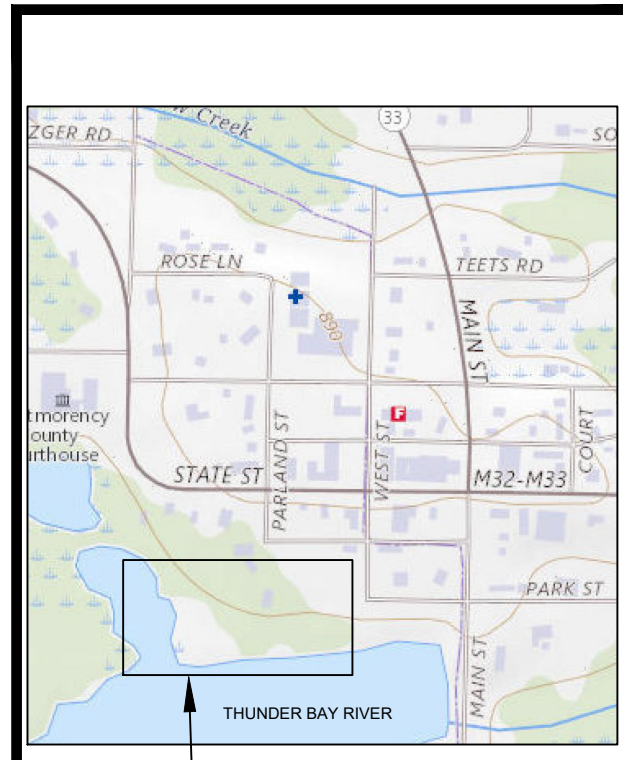 w Creek
33
ZGER RD
SO
ROSE LN
TEETS RD
MAIN ST
890
F
tmorency
ounty
urthouse
PARLAND ST
WEST ST
COURT
STATE ST
M32-M33
PARK ST
MAIN ST
THUNDER BAY RIVER